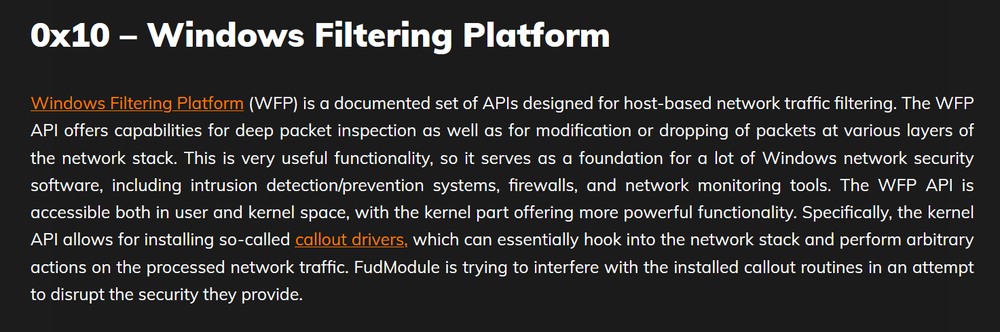 0x10 – Windows Filtering Platform
Windows Filtering Platform (WFP) is a documented set of APIs designed for host-based network traffic filtering. The WFP
API offers capabilities for deep packet inspection as well as for modification or dropping of packets at various layers of
the network stack. This is very useful functionality, so it serves as a foundation for a lot of Windows network security
software, including intrusion detection/prevention systems, firewalls, and network monitoring tools. The WFP API is
accessible both in user and kernel space, with the kernel part offering more powerful functionality. Specifically, the kernel
API allows for installing so-called callout drivers, which can essentially hook into the network stack and perform arbitrary
actions on the processed network traffic. FudModule is trying to interfere with the installed callout routines in an attempt
to disrupt the security they provide.